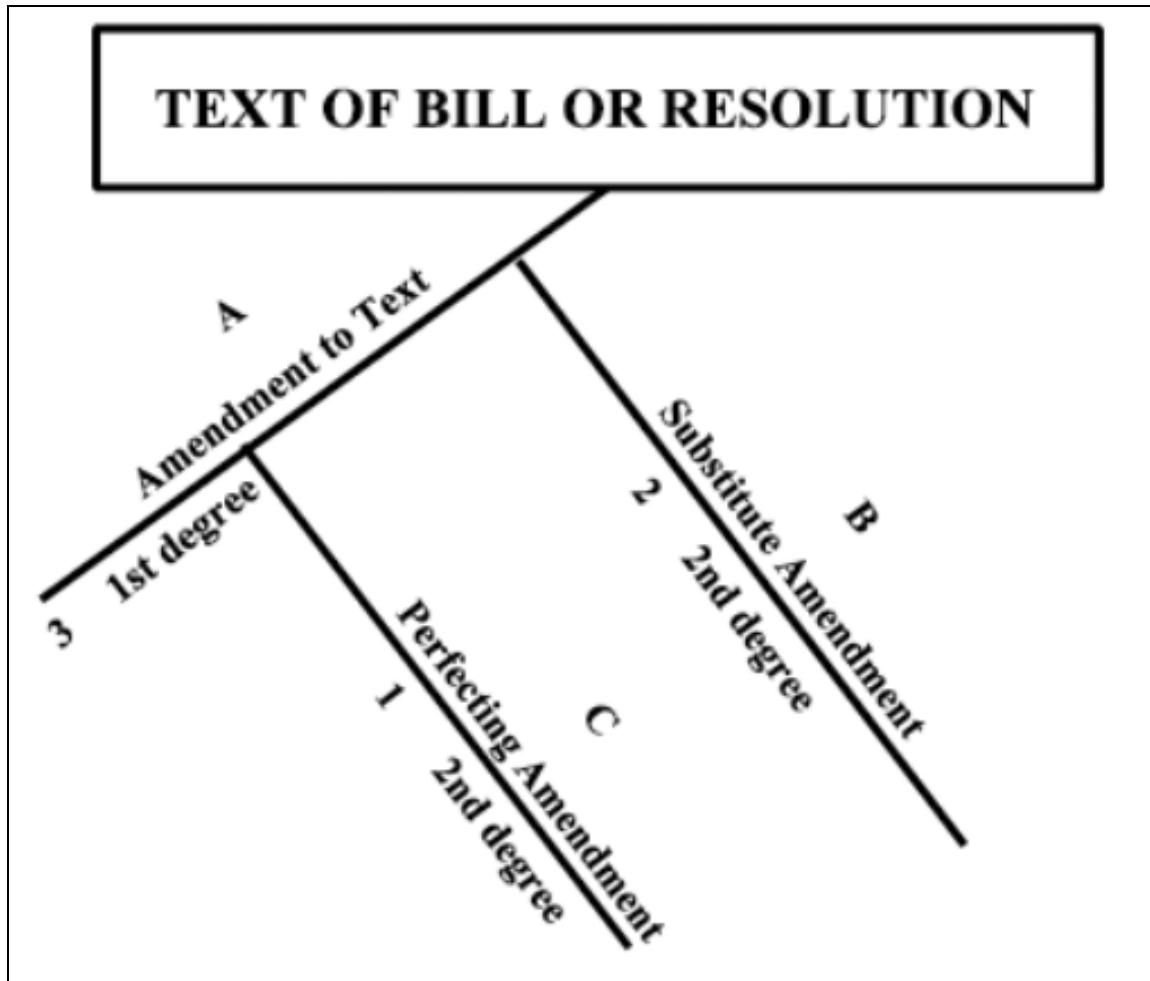 TEXT OF BILL OR RESOLUTION
A
Amendment to Text
1st degree
3
B
Substitute Amendment
2
2nd degree
C
Perfecting Amendment
1
2nd degree